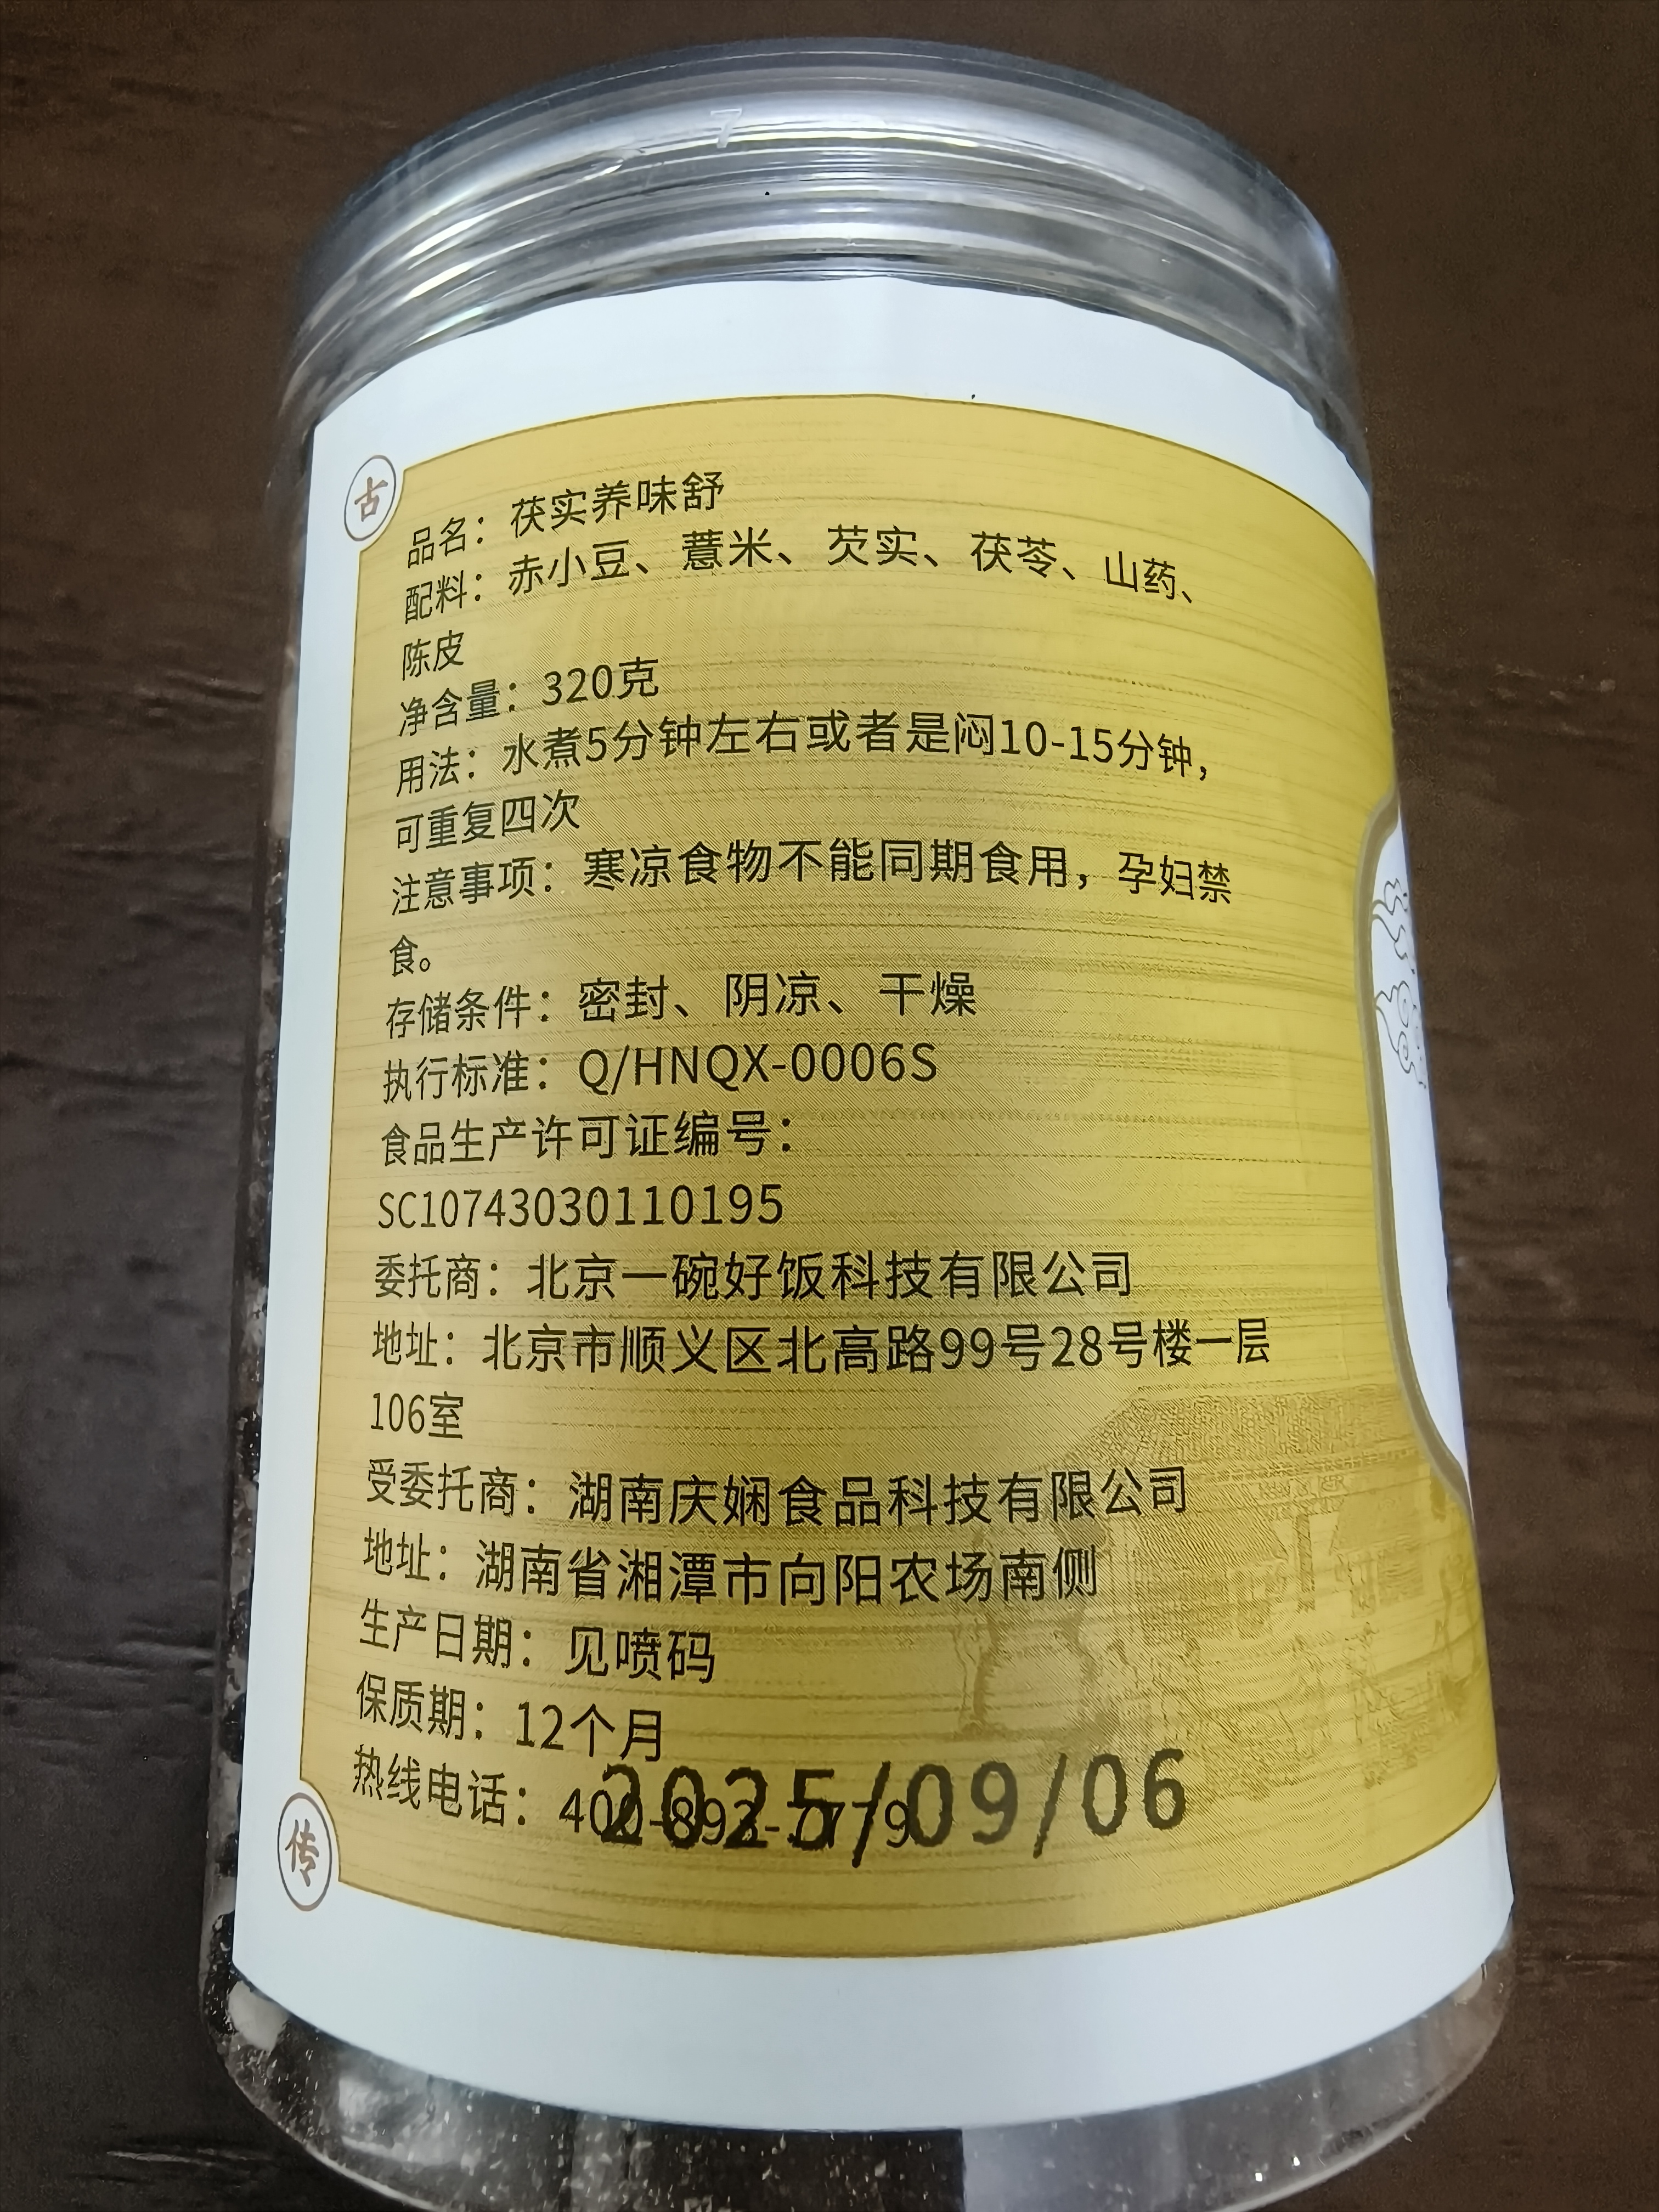 古
品名：茯实养味舒
配料：赤小豆、薏米、芡实、茯苓、山药、
陈皮
净含量：320克
用法：水煮5分钟左右或者是闷10-15分钟，
可重复四次
注意事项：寒凉食物不能同期食用，孕妇禁
食。
存储条件：密封、阴凉、干燥
执行标准：Q/HNQX-0006S
食品生产许可证编号：
SC10743030110195
委托商：北京一碗好饭科技有限公司
地址：北京市顺义区北高路99号28号楼一层
106室
受委托商：湖南庆娴食品科技有限公司
地址：湖南省湘潭市向阳农场南侧
生产日期：见喷码
保质期：12个月
热线电话：
2025/09/06
传
7